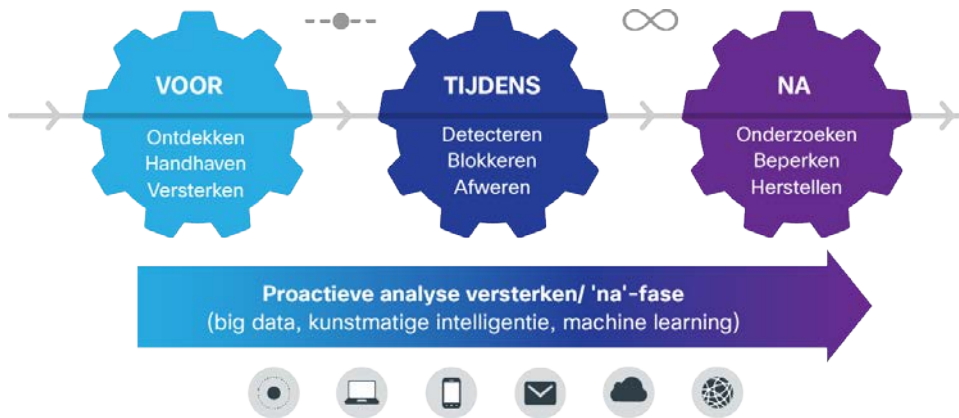 VOOR
Ontdekken
Handhaven
Versterken
TIJDENS
Detecteren
Blokkeren
Afweren
NA
Onderzoeken
Beperken
Herstellen
Proactieve analyse versterken/ 'na'-fase
(big data, kunstmatige intelligentie, machine learning)